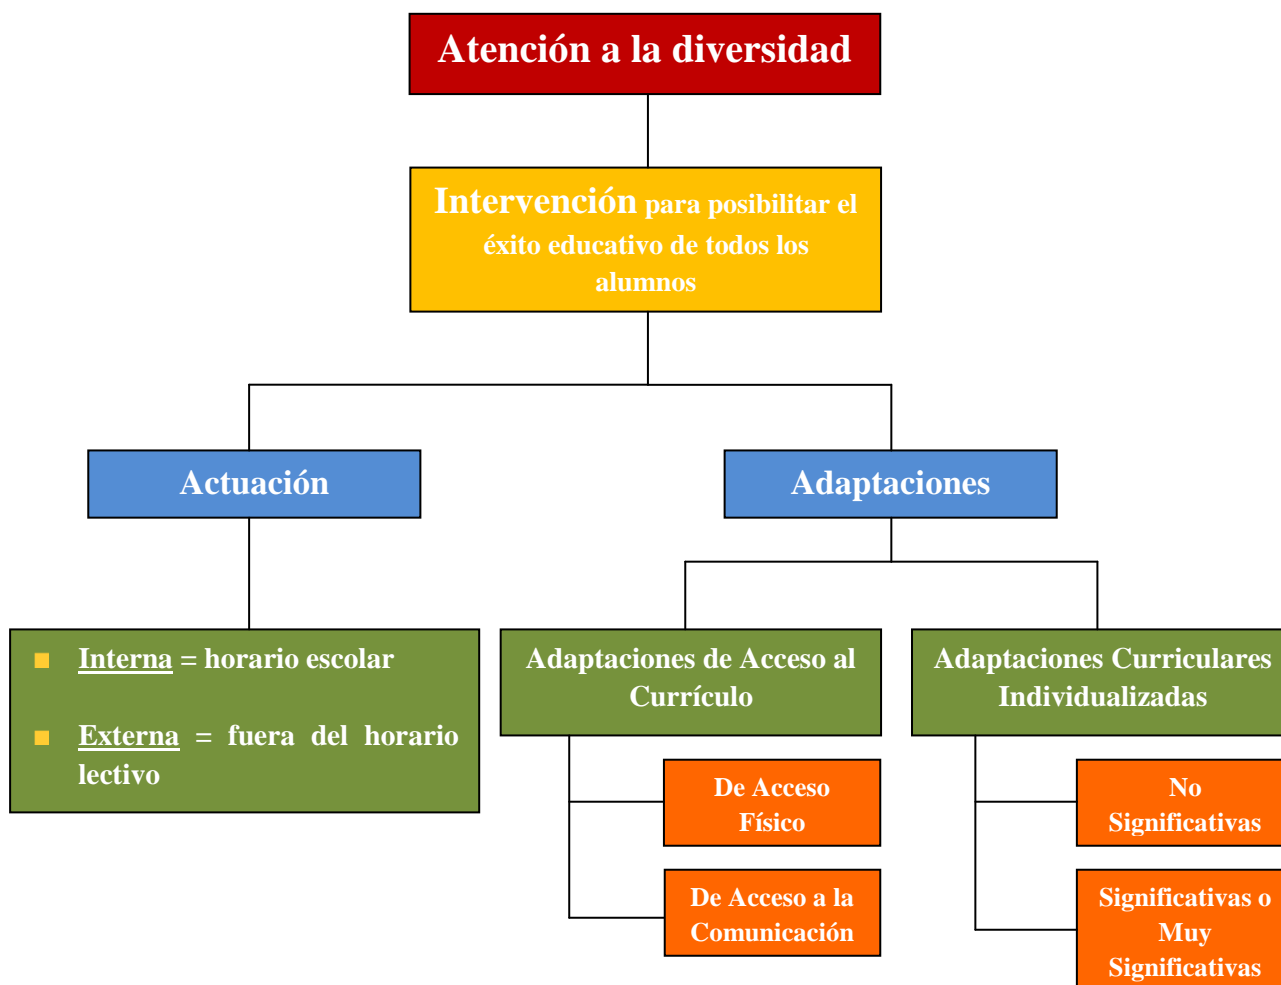 Atención a la diversidad
Intervención para posibilitar el
éxito educativo de todos los
alumnos
Actuación
Adaptaciones
Interna = horario escolar
Externa = fuera del horario
lectivo
Adaptaciones de Acceso al
Currículo
Adaptaciones Curriculares
Individualizadas
De Acceso
Físico
De Acceso a la
Comunicación
No
Significativas
Significativas o
Muy
Significativas